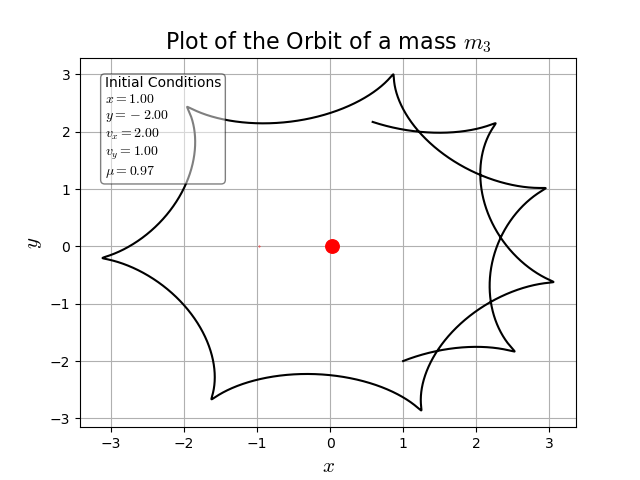 Plot of the Orbit of a mass m₃
Initial Conditions
x = 1.00
y = − 2.00
vₓ = 2.00
v_y = 1.00
μ = 0.97
3
2
1
0
−1
−2
−3
y
−3 −2 −1 0 1 2 3
x